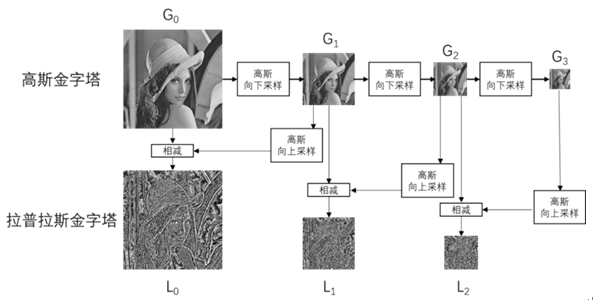 G0
G1
G2
G3
高斯金字塔
高斯
向下采样
高斯
向下采样
高斯
向下采样
高斯
向上采样
相减
高斯
向上采样
相减
高斯
向上采样
相减
拉普拉斯金字塔
L0
L1
L2